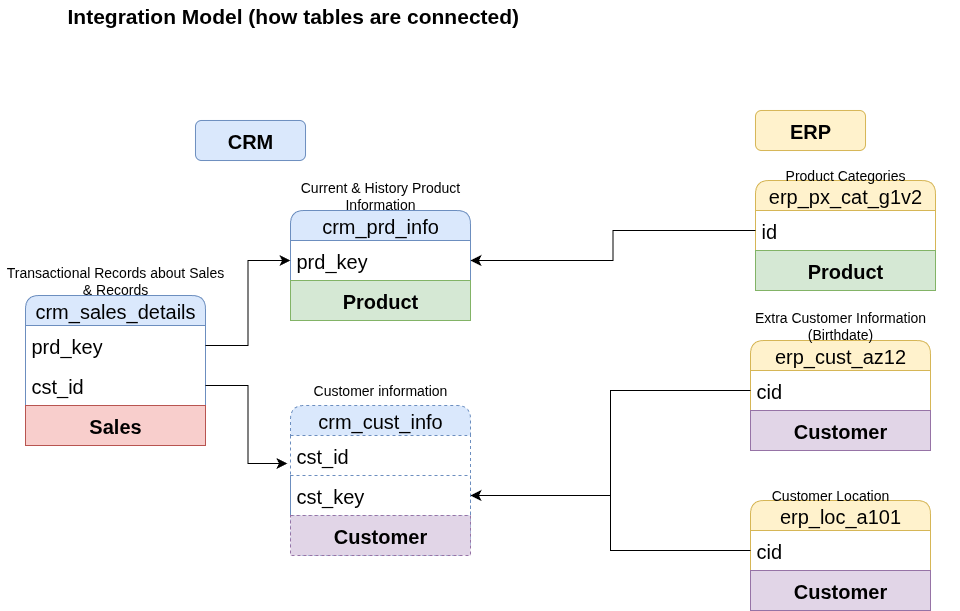 Integration Model (how tables are connected)
CRM
ERP
Current & History Product
Information
crm_prd_info
prd_key
Product
Product Categories
erp_px_cat_g1v2
id
Product
Transactional Records about Sales
& Records
crm_sales_details
prd_key
cst_id
Sales
Extra Customer Information
(Birthdate)
erp_cust_az12
cid
Customer
Customer information
crm_cust_info
cst_id
cst_key
Customer
Customer Location
erp_loc_a101
cid
Customer